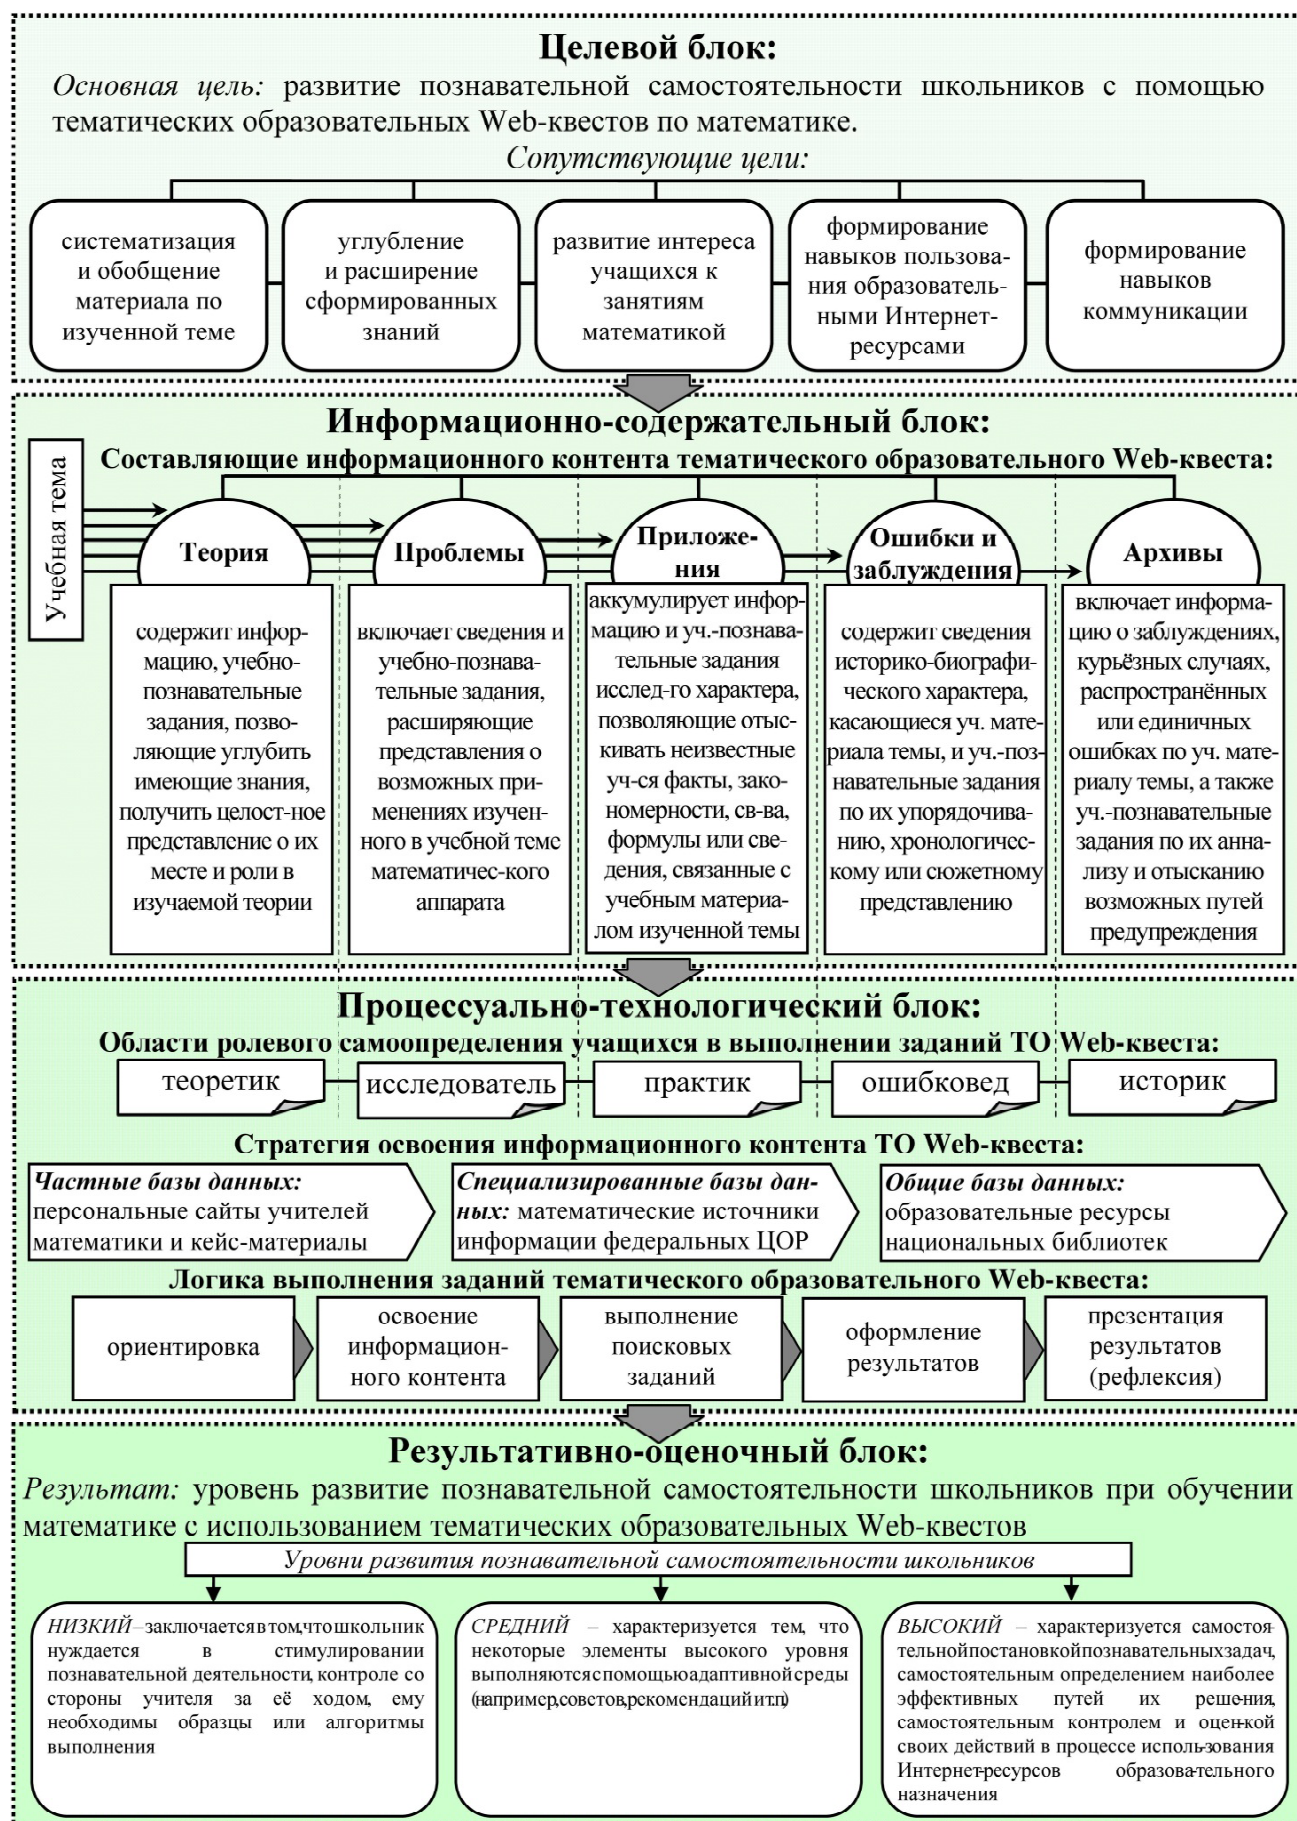 Целевой блок:
Основная цель: развитие познавательной самостоятельности школьников с помощью
тематических образовательных Web-квестов по математике.
Сопутствующие цели:
систематизация
и обобщение
материала по
изученной теме
углубление
и расширение
сформированных
знаний
развитие интереса
учащихся к
занятиям
математикой
формирование
навыков пользова-
ния образователь-
ными Интернет-
ресурсами
формирование
навыков
коммуникации
Информационно-содержательный блок:
Составляющие информационного контента тематического образовательного Web-квеста:
Учебная тема
Теория
содержит инфор-
мацию, учебно-
познавательные
задания, позво-
ляющие углубить
имеющие знания,
получить целост-ное
представление о их
месте и роли в
изучаемой теории
Проблемы
включает сведения и
учебно-познава-
тельные задания,
расширяющие
представления о
возможных при-
менениях изучен-
ного в учебной теме
математичес-кого
аппарата
Приложе-
ния
аккумулирует инфор-
мацию и уч.-познава-
тельные задания
исслед-го характера,
позволяющие отыс-
кивать неизвестные
уч-ся факты, зако-
номерности, св-ва,
формулы или све-
дения, связанные с
учебным материа-
лом изученной темы
Ошибки и
заблуждения
содержит сведения
историко-биографи-
ческого характера,
касающиеся уч. мате-
риала темы, и уч.-поз-
навательные задания
по их упорядочива-
нию, хронологичес-
кому или сюжетному
представлению
Архивы
включает информа-
цию о заблуждениях,
курьёзных случаях,
распространённых
или единичных
ошибках по уч. мате-
риалу темы, а также
уч.-познавательные
задания по их анна-
лизу и отысканию
возможных путей
предупреждения
Процессуально-технологический блок:
Области ролевого самоопределения учащихся в выполнении заданий ТО Web-квеста:
теоретик
исследователь
практик
ошибковед
историк
Стратегия освоения информационного контента ТО Web-квеста:
Частные базы данных:
персональные сайты учителей
математики и кейс-материалы
Специализированные базы дан-
ных: математические источники
информации федеральных ЦОР
Общие базы данных:
образовательные ресурсы
национальных библиотек
Логика выполнения заданий тематического образовательного Web-квеста:
ориентировка
освоение
информацион-
ного контента
выполнение
поисковых
заданий
оформление
результатов
презентация
результатов
(рефлексия)
Результативно-оценочный блок:
Результат: уровень развитие познавательной самостоятельности школьников при обучении
математике с использованием тематических образовательных Web-квестов
Уровни развития познавательной самостоятельности школьников
НИЗКИЙ – заключается в том, что школьник
нуждается в стимулировании
познавательной деятельности, контроле со
стороны учителя за её ходом, ему
необходимы образцы или алгоритмы
выполнения
СРЕДНИЙ – характеризуется тем, что
некоторые элементы высокого уровня
выполняются с помощью адаптивной среды
(например, советов, рекомендаций и т.п.)
ВЫСОКИЙ – характеризуется самостоя-
тельной постановкой познавательных задач,
самостоятельным определением наиболее
эффективных путей их реше-ния,
самостоятельным контролем и оцен-кой
своих действий в процессе исполь-зования
Интернет-ресурсов образова-тельного
назначения